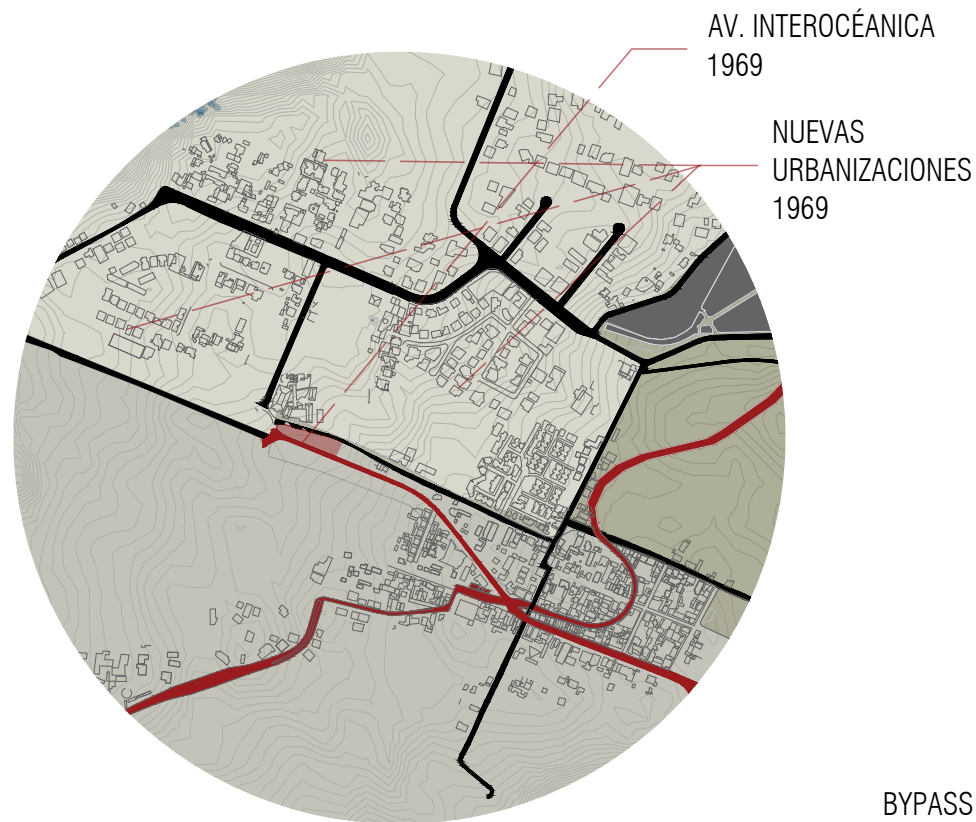 AV. INTEROCÉANICA
1969
NUEVAS
URBANIZACIONES
1969
BYPASS